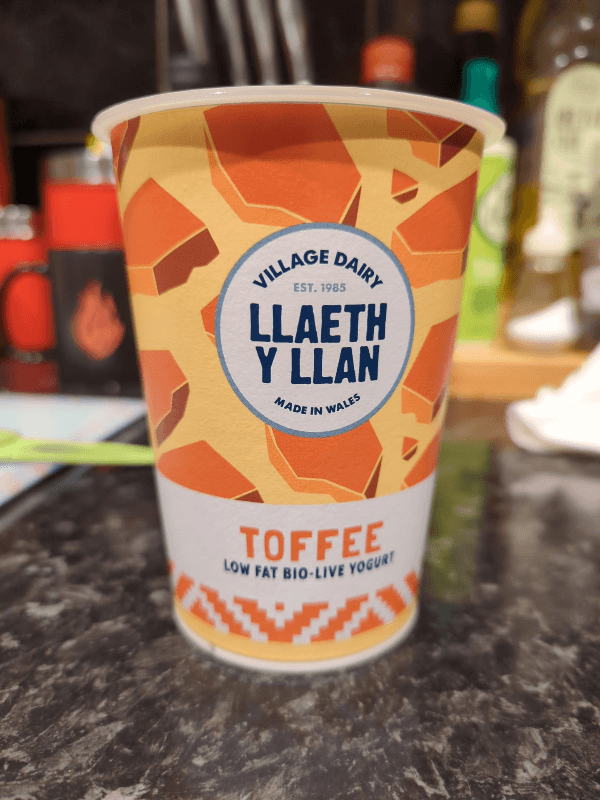 VILLAGE DAIRY
EST. 1985
LLAETH
Y LLAN
MADE IN WALES
TOFFEE
LOW FAT BIO-LIVE YOGURT